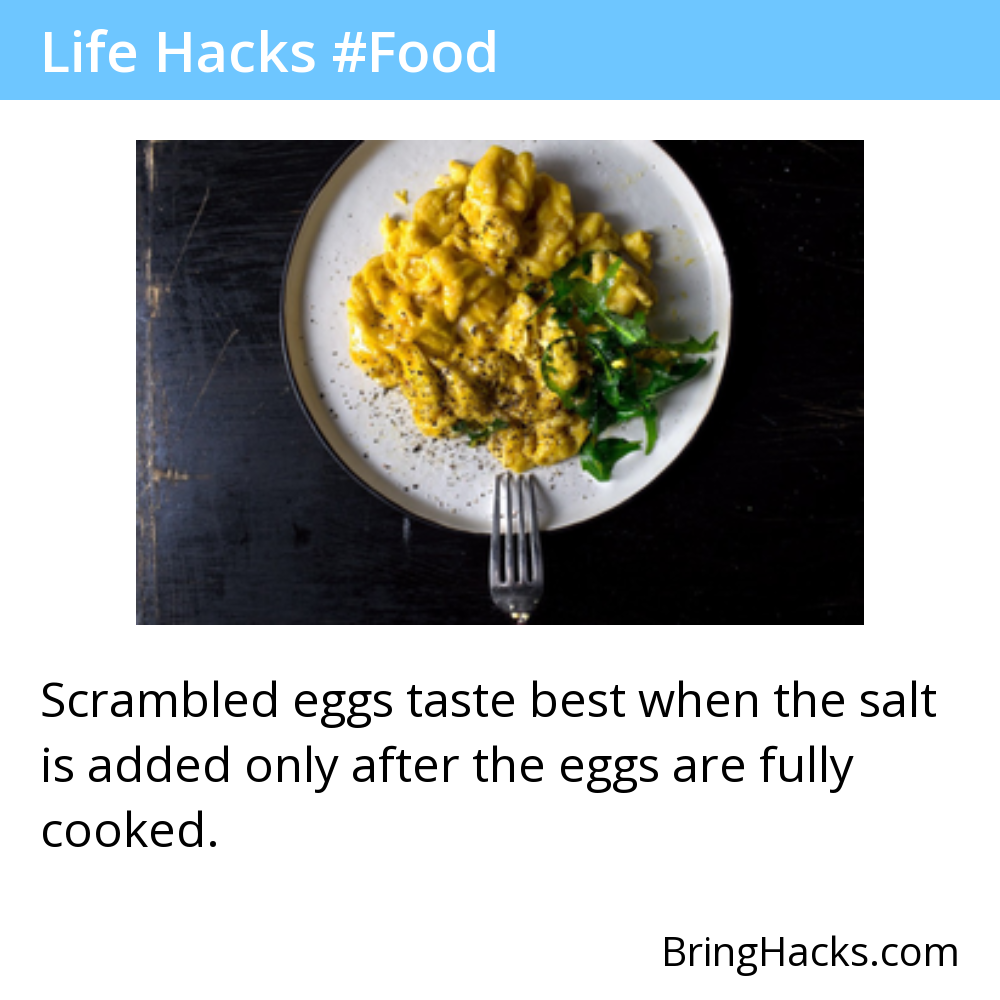 Life Hacks #Food
Scrambled eggs taste best when the salt
is added only after the eggs are fully
cooked.
BringHacks.com